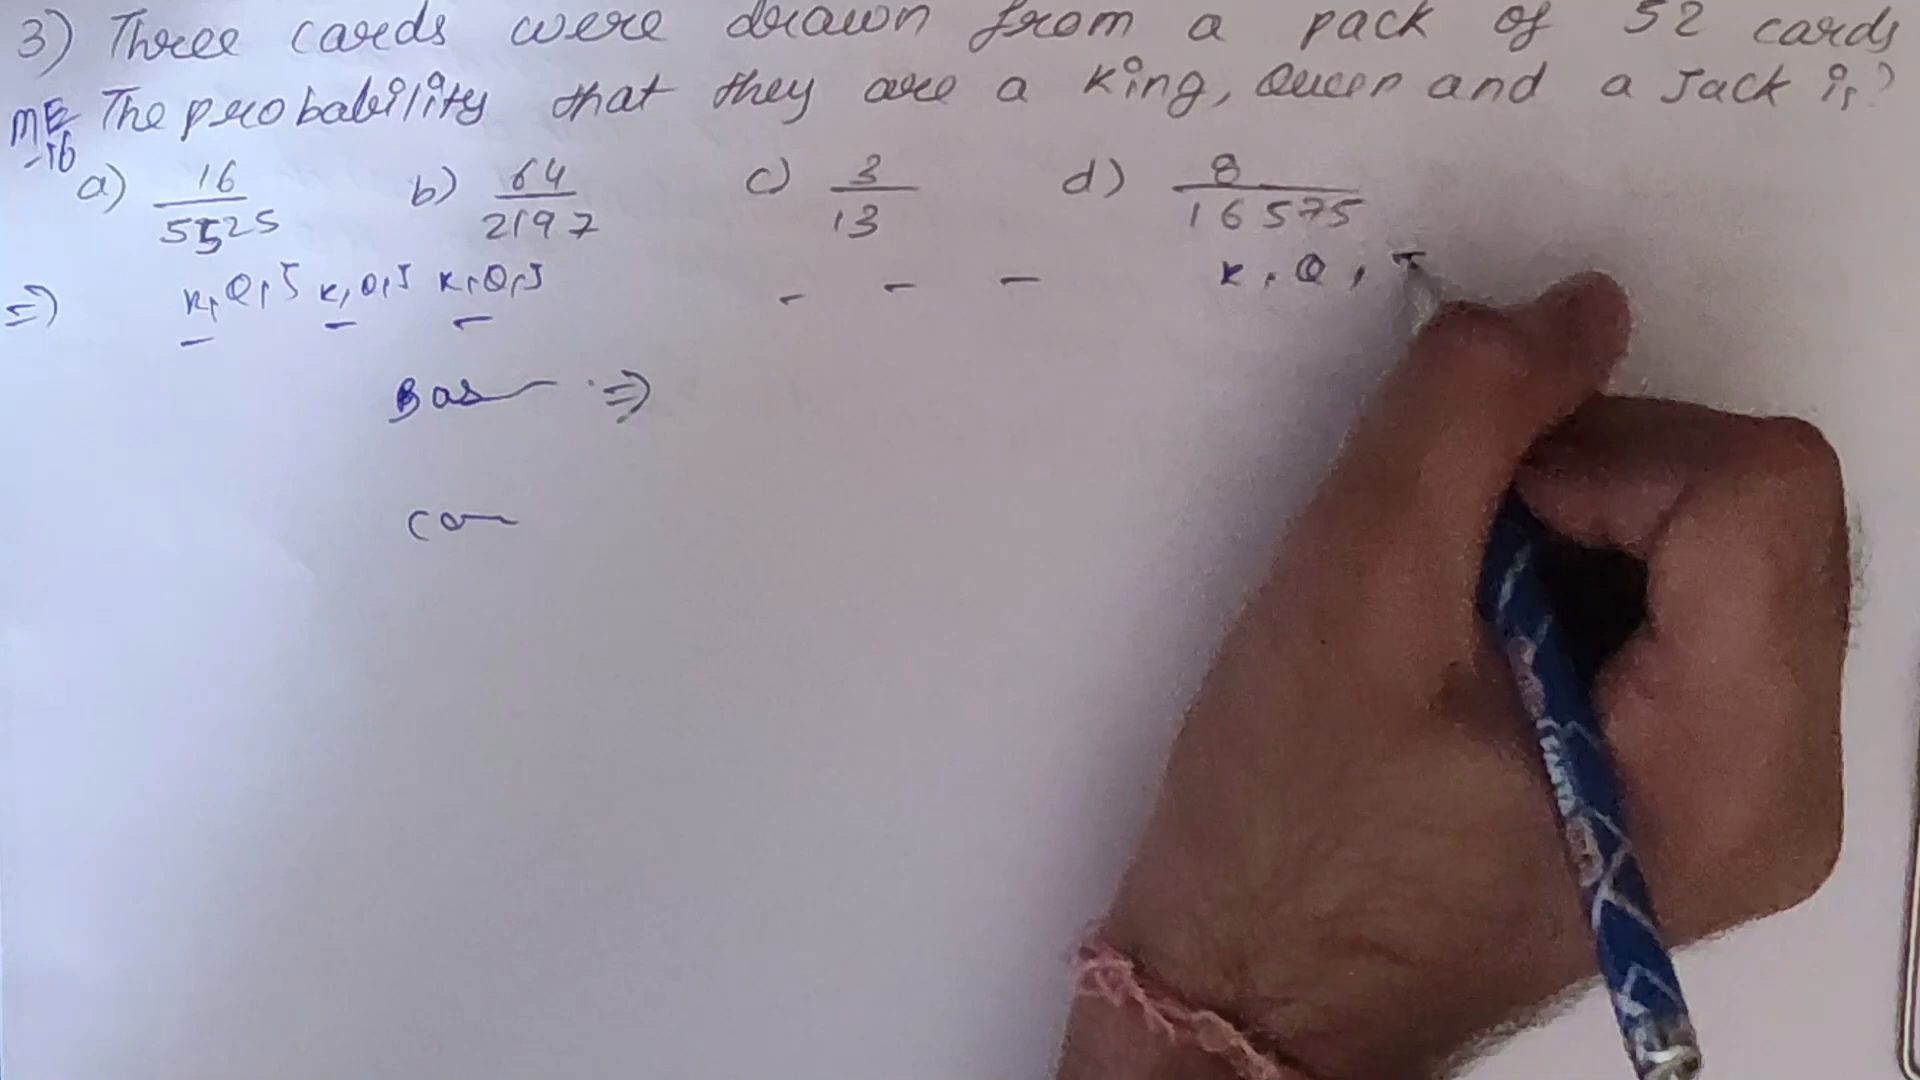 3) Three cards were drawn from a pack of 52 cards
ME-16 The probability that they are a King, Queen and a Jack is?
a) 16/5525 b) 64/2197 c) 3/13 d) 8/16575
⇒ K, Q, J K, Q, J K, Q, J _ _ _ K, Q, J
Bas ⇒
Com